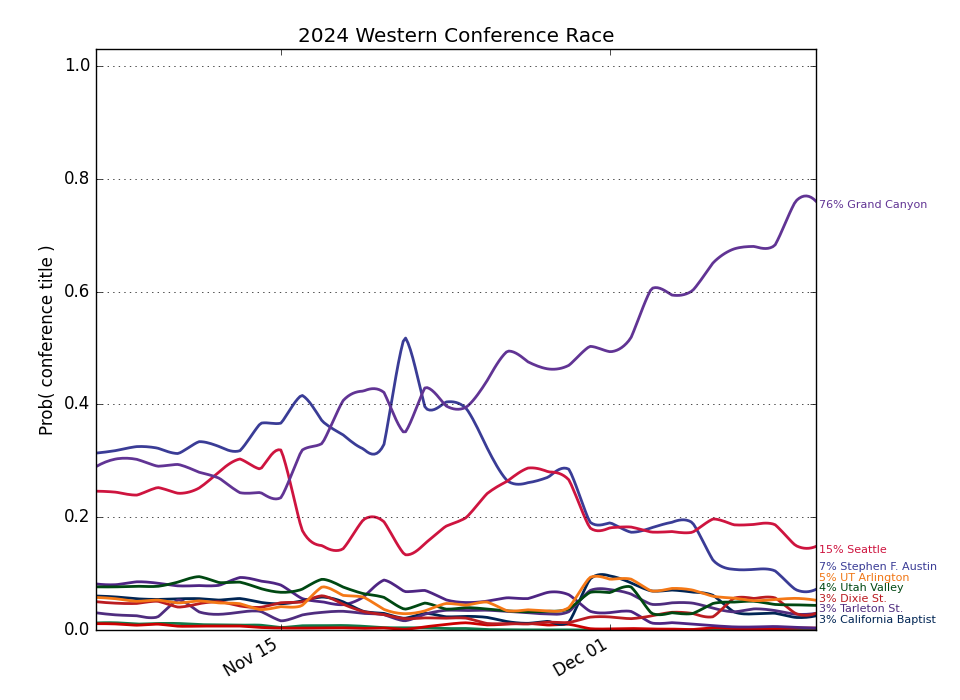 2024 Western Conference Race
1.0
0.8
0.6
0.4
0.2
0.0
Prob( conference title )
Nov 15
Dec 01
76% Grand Canyon
15% Seattle
7% Stephen F. Austin
5% UT Arlington
4% Utah Valley
3% Dixie St.
3% Tarleton St.
3% California Baptist